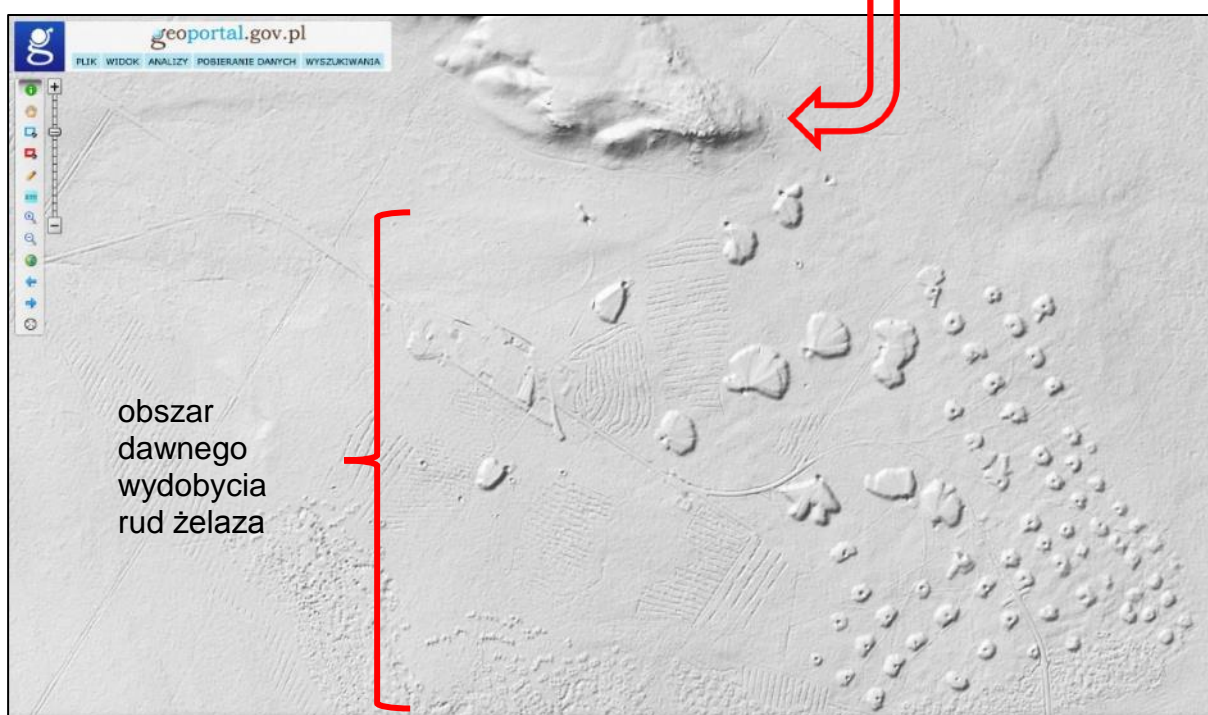 geoportal.gov.pl
PLIK WIDOK ANALIZY POBIERANIE DANYCH WYSZUKIWANIA
obszar
dawnego
wydobycia
rud żelaza